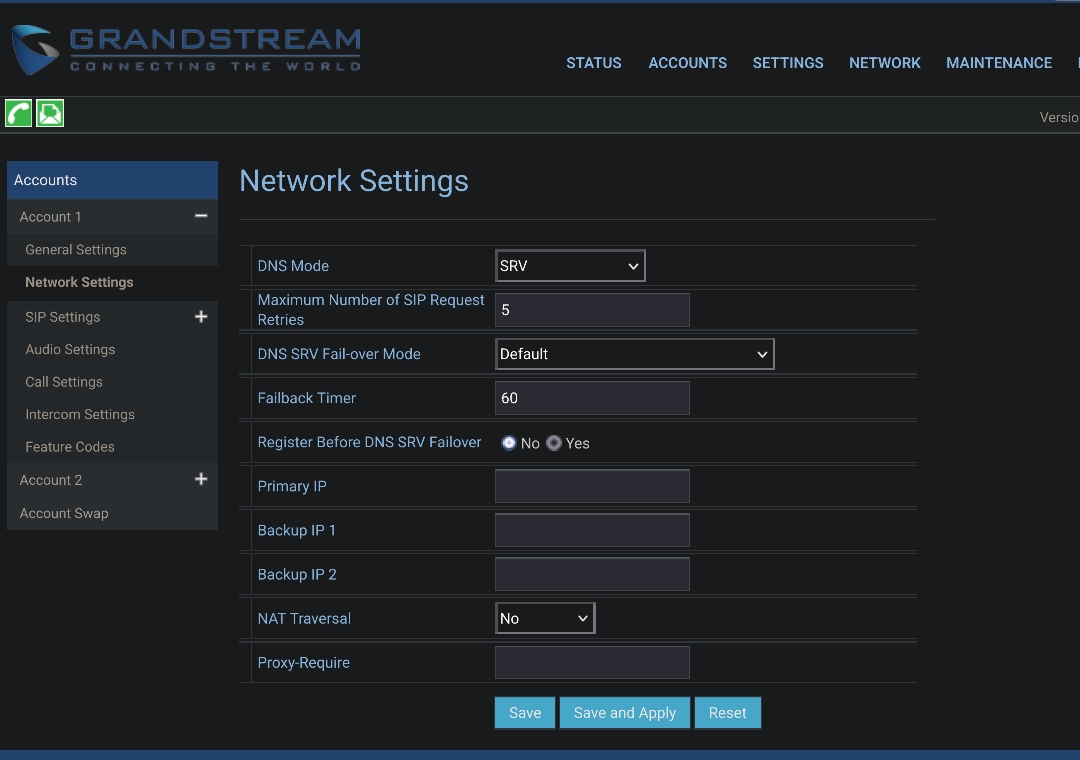 GRANDSTREAM
CONNECTING THE WORLD
STATUS ACCOUNTS SETTINGS NETWORK MAINTENANCE
Versio
Accounts
Account 1
General Settings
Network Settings
SIP Settings
Audio Settings
Call Settings
Intercom Settings
Feature Codes
Account 2
Account Swap
Network Settings
DNS Mode SRV
Maximum Number of SIP Request
Retries 5
DNS SRV Fail-over Mode Default
Failback Timer 60
Register Before DNS SRV Failover No Yes
Primary IP
Backup IP 1
Backup IP 2
NAT Traversal No
Proxy-Require
Save Save and Apply Reset